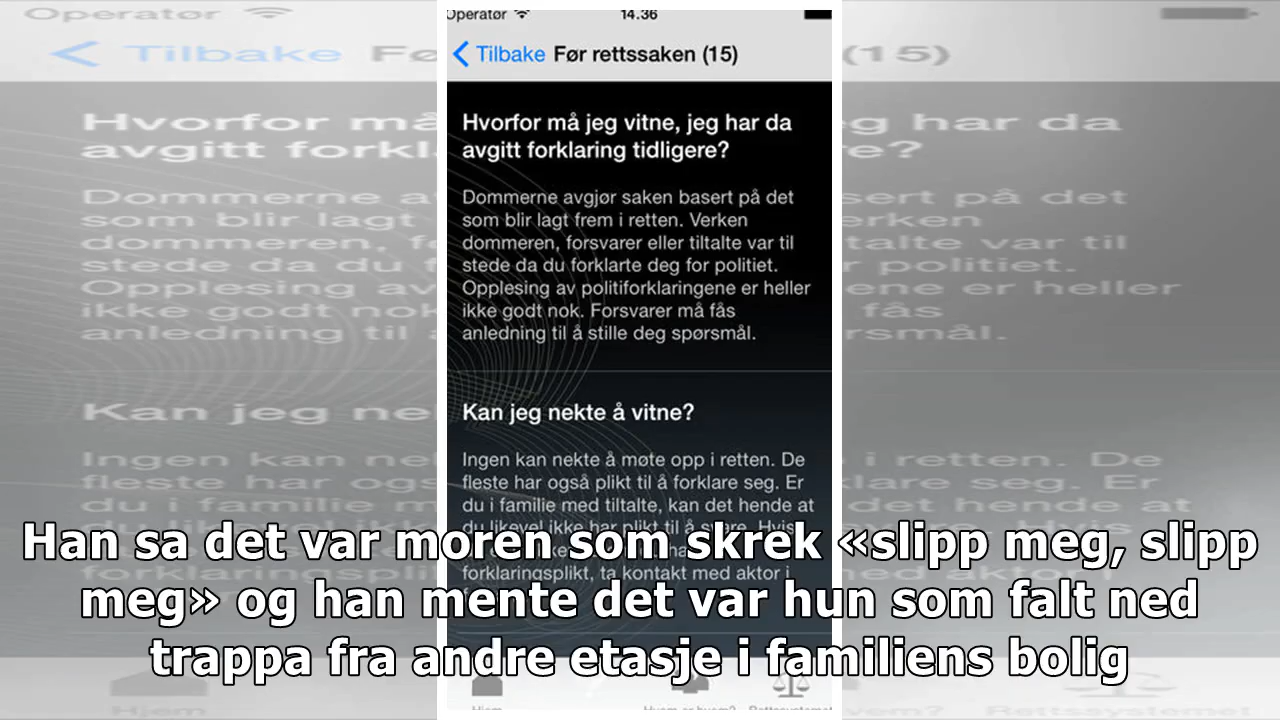 Operatør 14.36
Tilbake Før rettssaken (15)
Hvorfor må jeg vitne, jeg har da
avgitt forklaring tidligere?
Dommerne avgjør saken basert på det
som blir lagt frem i retten. Verken
dommeren, forsvarer eller tiltalte var til
stede da du forklarte deg for politiet.
Opplesing av politiforklaringene er heller
ikke godt nok. Forsvarer må fås
anledning til å stille deg spørsmål.
Kan jeg nekte å vitne?
Ingen kan nekte å møte opp i retten. De
fleste har også plikt til å forklare seg. Er
du i familie med tiltalte, kan det hende at
du likevel ikke har plikt til å svare. Hvis
forklaringsplikt, ta kontakt med aktor i
Han sa det var moren som skrek «slipp meg, slipp
meg» og han mente det var hun som falt ned
trappa fra andre etasje i familiens bolig
Hjem Hvem er hvem? Rettssystemet